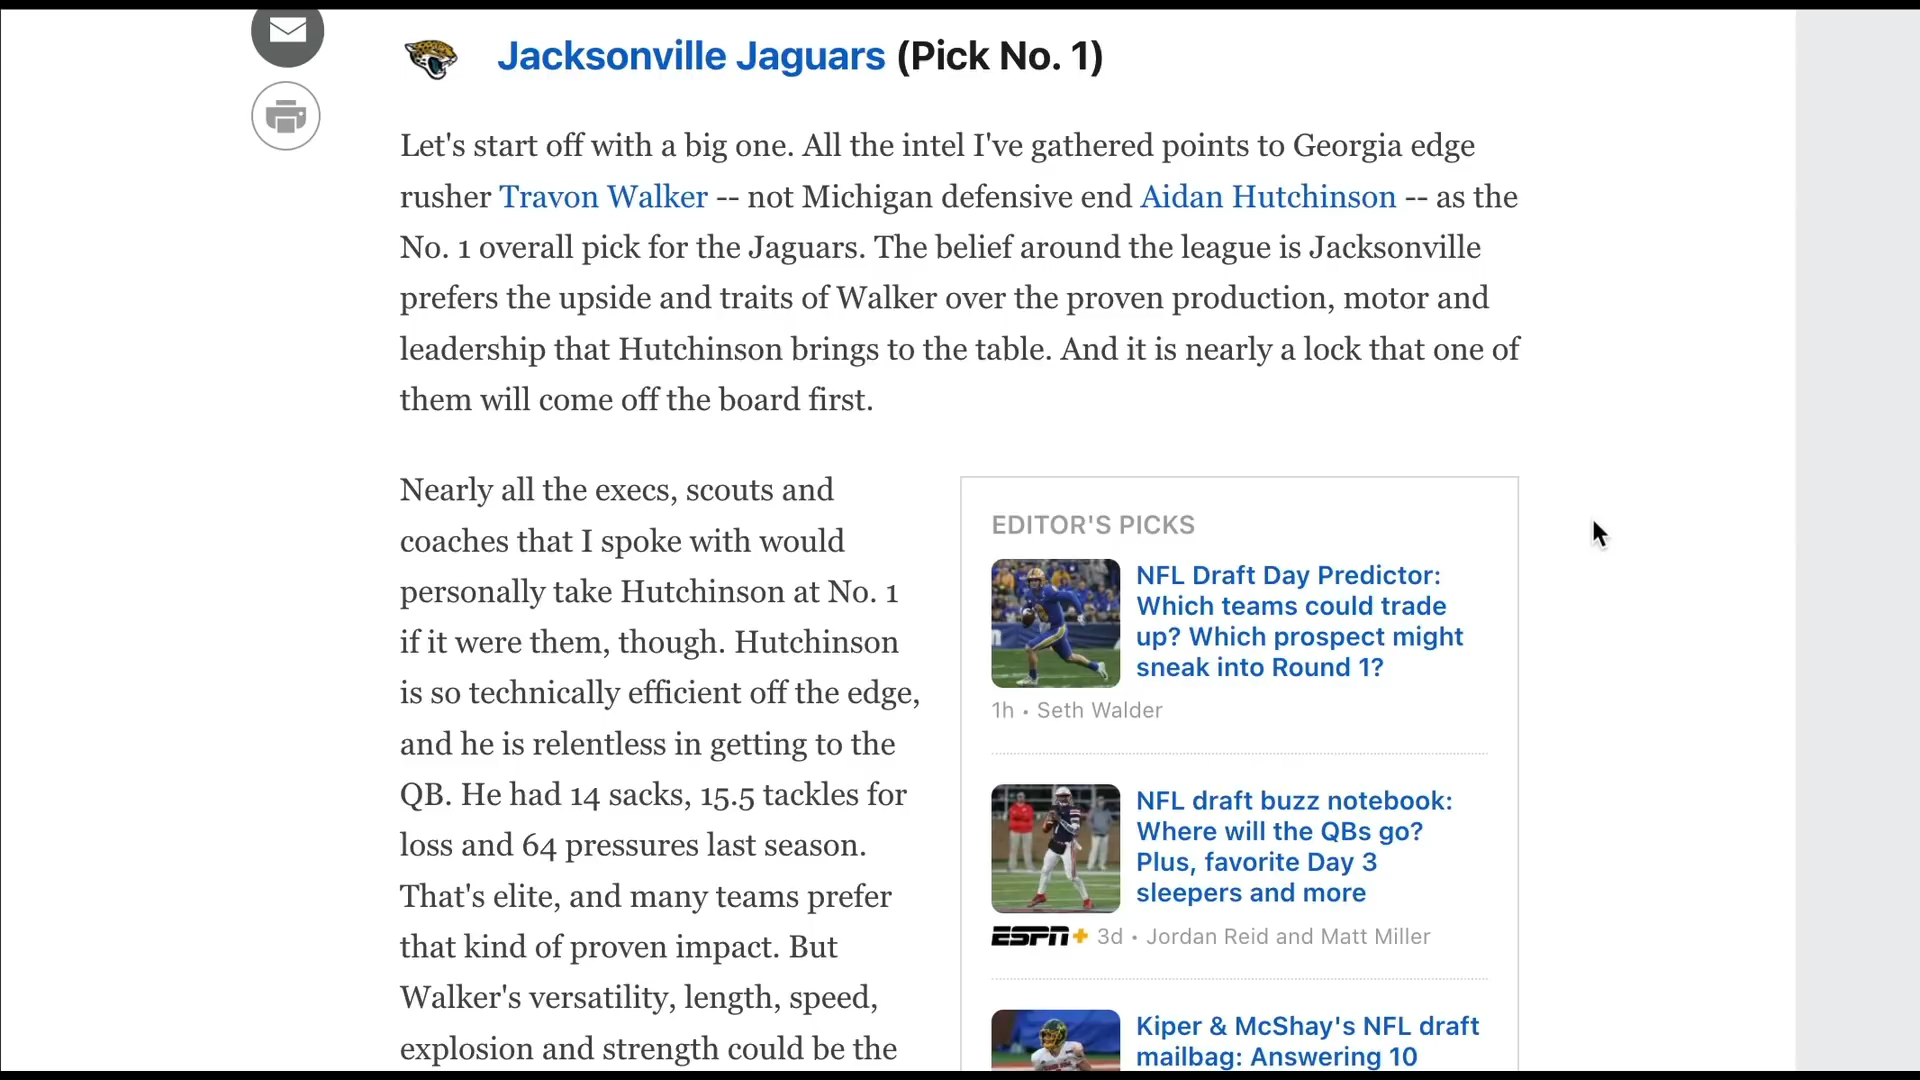 Jacksonville Jaguars (Pick No. 1)
Let's start off with a big one. All the intel I've gathered points to Georgia edge
rusher Travon Walker -- not Michigan defensive end Aidan Hutchinson -- as the
No. 1 overall pick for the Jaguars. The belief around the league is Jacksonville
prefers the upside and traits of Walker over the proven production, motor and
leadership that Hutchinson brings to the table. And it is nearly a lock that one of
them will come off the board first.
Nearly all the execs, scouts and
coaches that I spoke with would
personally take Hutchinson at No. 1
if it were them, though. Hutchinson
is so technically efficient off the edge,
and he is relentless in getting to the
QB. He had 14 sacks, 15.5 tackles for
loss and 64 pressures last season.
That's elite, and many teams prefer
that kind of proven impact. But
Walker's versatility, length, speed,
explosion and strength could be the
EDITOR'S PICKS
NFL Draft Day Predictor:
Which teams could trade
up? Which prospect might
sneak into Round 1?
1h • Seth Walder
NFL draft buzz notebook:
Where will the QBs go?
Plus, favorite Day 3
sleepers and more
ESPN+ 3d • Jordan Reid and Matt Miller
Kiper & McShay's NFL draft
mailbag: Answering 10